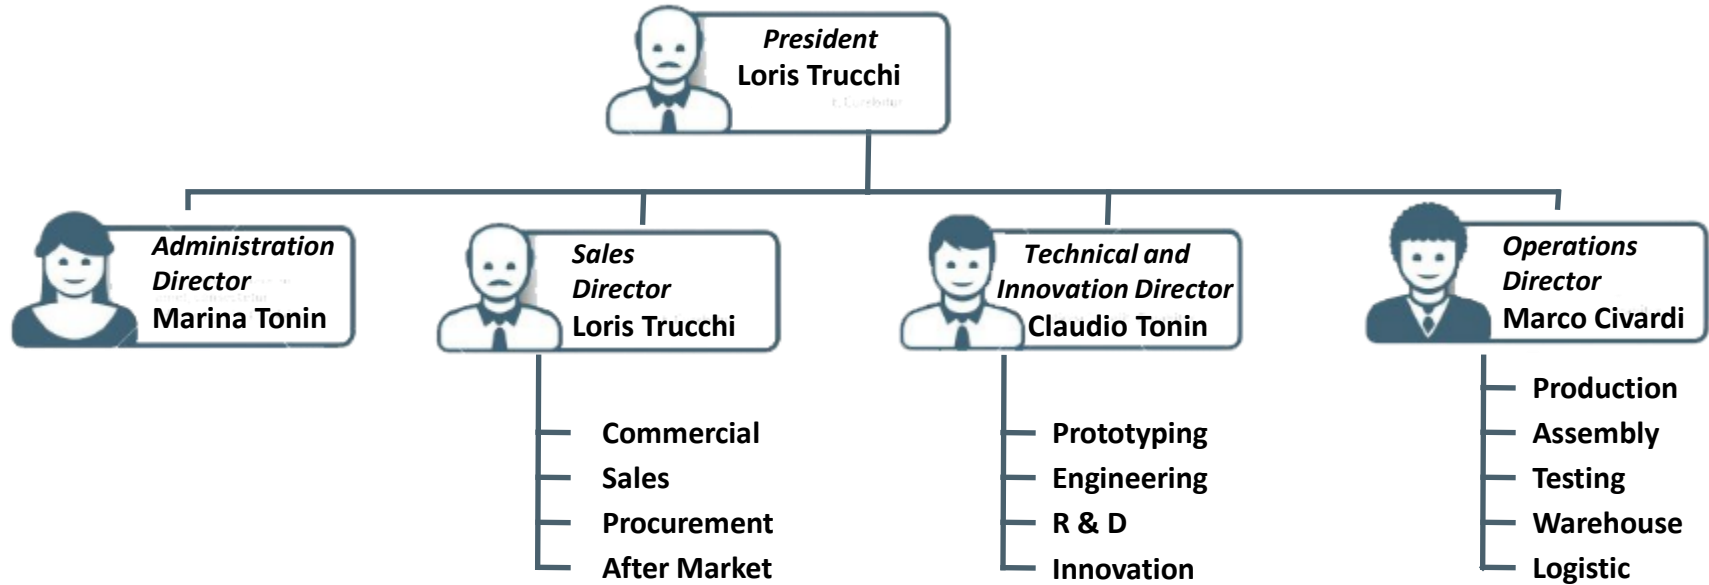 President
Loris Trucchi
Administration
Director
Marina Tonin
Sales
Director
Loris Trucchi
Technical and
Innovation Director
Claudio Tonin
Operations
Director
Marco Civardi
Commercial
Sales
Procurement
After Market
Prototyping
Engineering
R & D
Innovation
Production
Assembly
Testing
Warehouse
Logistic